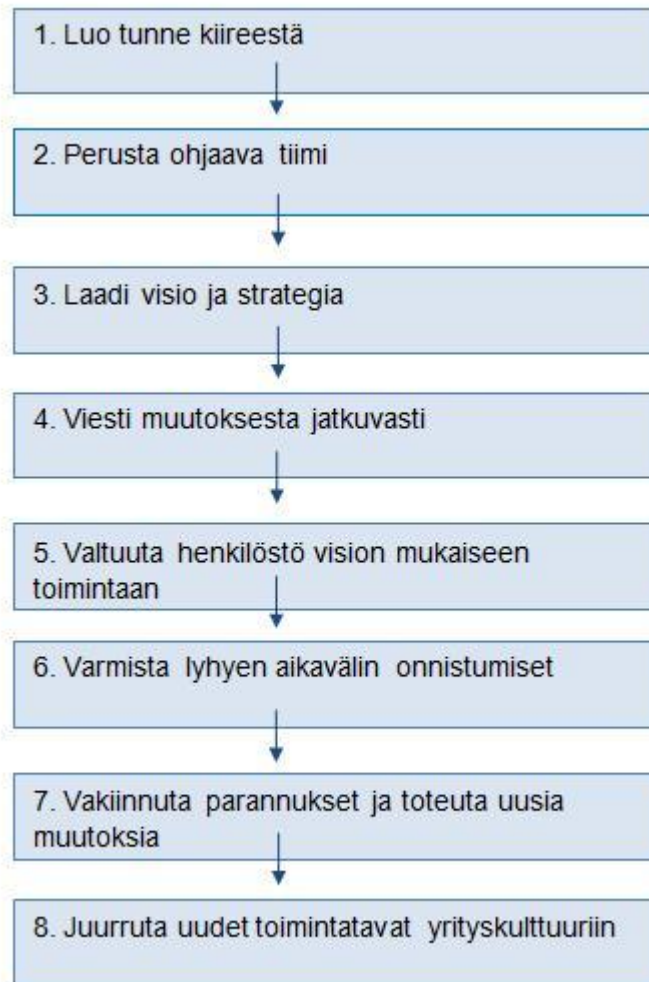 1. Luo tunne kiireestä
2. Perusta ohjaava tiimi
3. Laadi visio ja strategia
4. Viesti muutoksesta jatkuvasti
5. Valtuuta henkilöstö vision mukaiseen
toimintaan
6. Varmista lyhyen aikavälin onnistumiset
7. Vakiinnuta parannukset ja toteuta uusia
muutoksia
8. Juurruta uudet toimintatavat yrityskulttuuriin